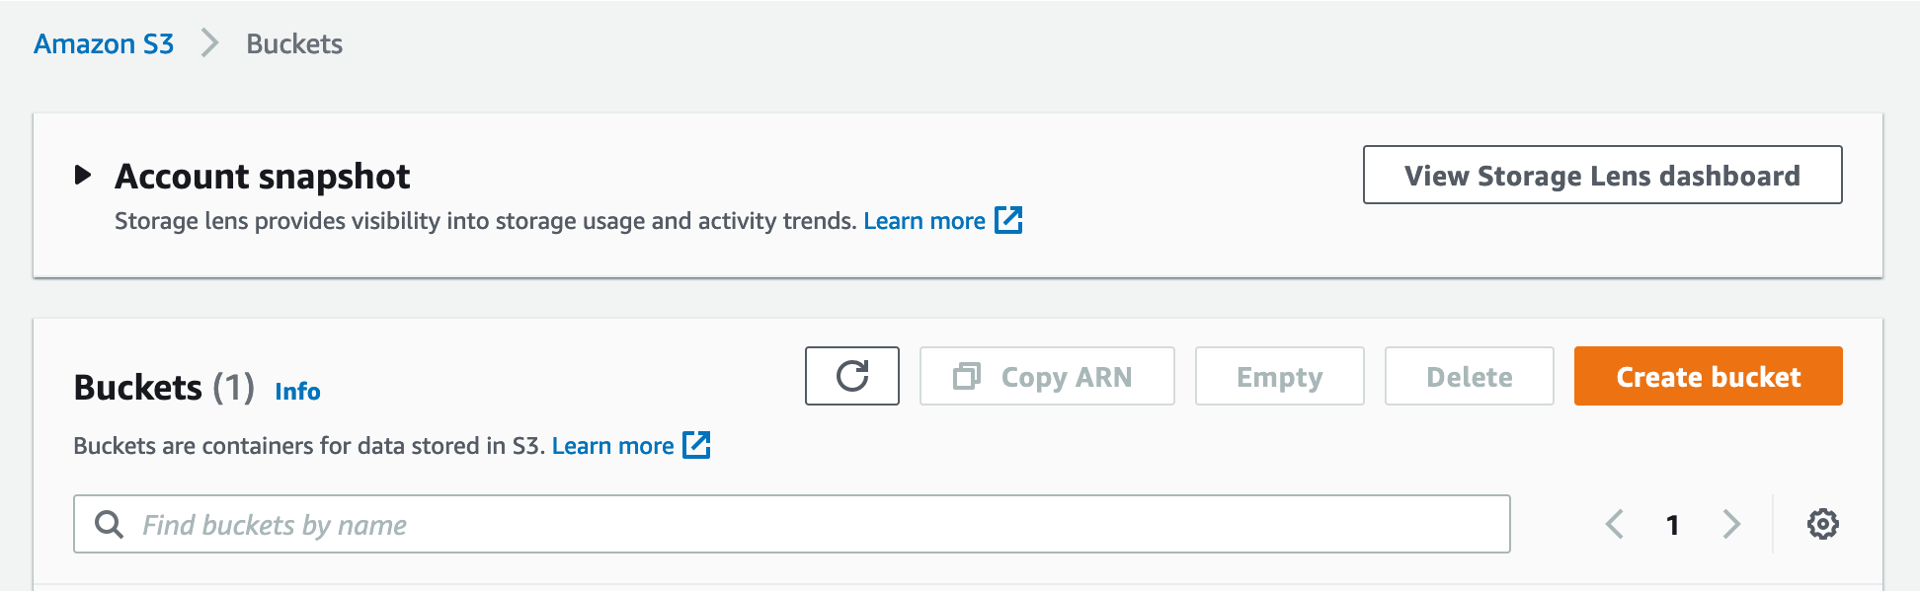 Amazon S3 > Buckets
Account snapshot
View Storage Lens dashboard
Storage lens provides visibility into storage usage and activity trends. Learn more
Buckets (1) Info
Copy ARN
Empty
Delete
Create bucket
Buckets are containers for data stored in S3. Learn more
Find buckets by name
1